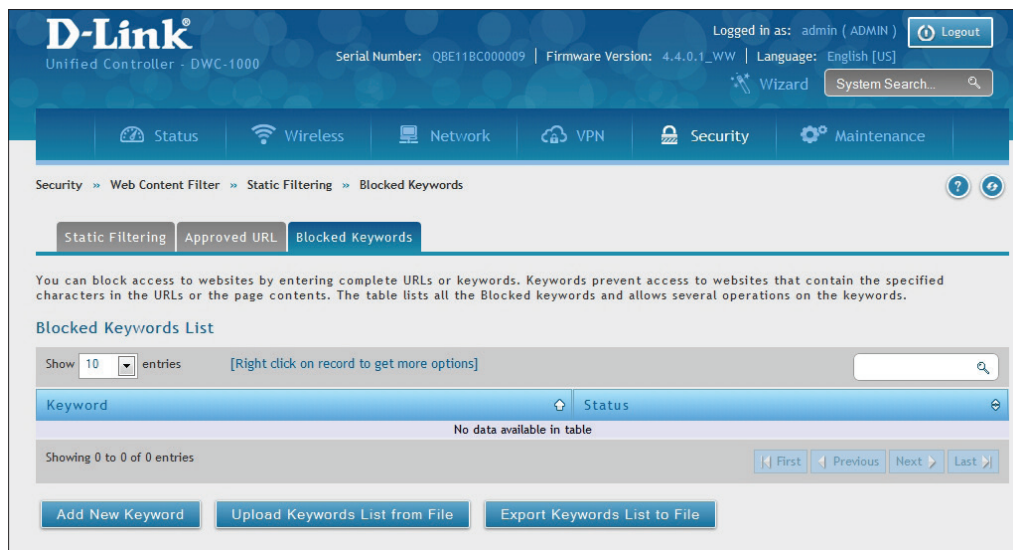 D-Link®
Logged in as: admin ( ADMIN ) Logout
Unified Controller - DWC-1000 Serial Number: QBE11BC000009 | Firmware Version: 4.4.0.1_WW | Language: English [US]
Wizard System Search...
Status Wireless Network VPN Security Maintenance
Security » Web Content Filter » Static Filtering » Blocked Keywords
Static Filtering Approved URL Blocked Keywords
You can block access to websites by entering complete URLs or keywords. Keywords prevent access to websites that contain the specified
characters in the URLs or the page contents. The table lists all the Blocked keywords and allows several operations on the keywords.
Blocked Keywords List
Show 10 entries [Right click on record to get more options]
Keyword Status
No data available in table
Showing 0 to 0 of 0 entries First Previous Next Last
Add New Keyword Upload Keywords List from File Export Keywords List to File